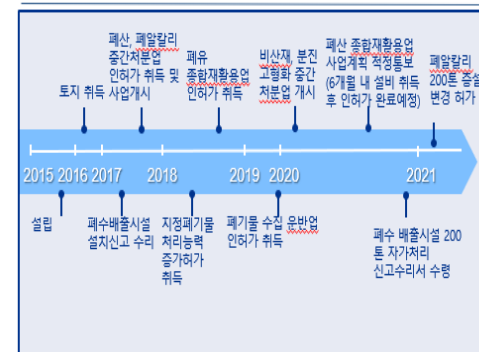 폐산, 폐알칼리
중간처분업
인허가 취득 및
사업개시
토지 취득
폐유
종합재활용업
인허가 취득
비산재, 분진
고형화 중간
처분업 개시
폐산 종합재활용업
사업계획 적정통보
(6개월 내 설비 취득
후 인허가 완료예정)
폐알칼리
200톤 증설
변경 허가
2015 2016 2017 2018 2019 2020 2021
설립
폐수배출시설
설치신고 수리
지정폐기물
처리능력
증가허가
취득
폐기물 수집 운반업
인허가 취득
폐수 배출시설 200
톤 자가처리
신고수리서 수령